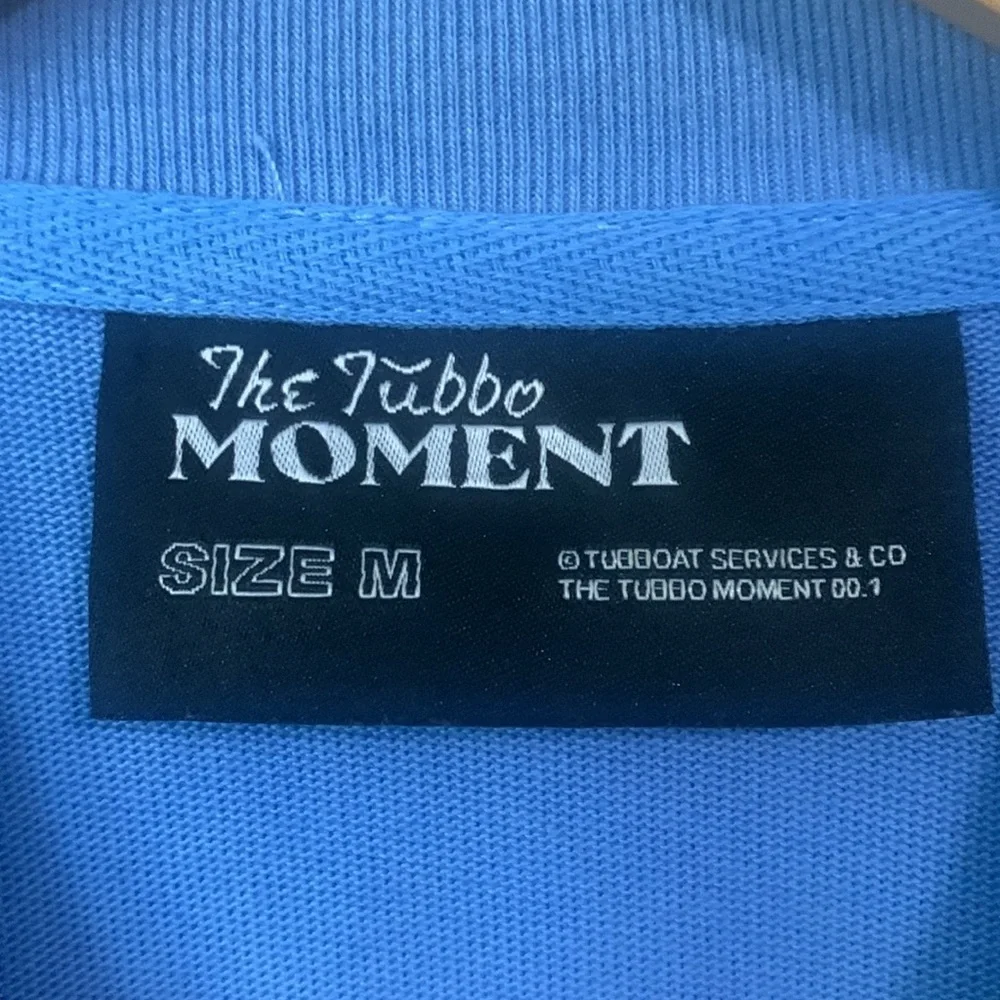 The Tubbo
MOMENT
SIZE M
© TUBBOAT SERVICES & CO
THE TUBBO MOMENT 00.1